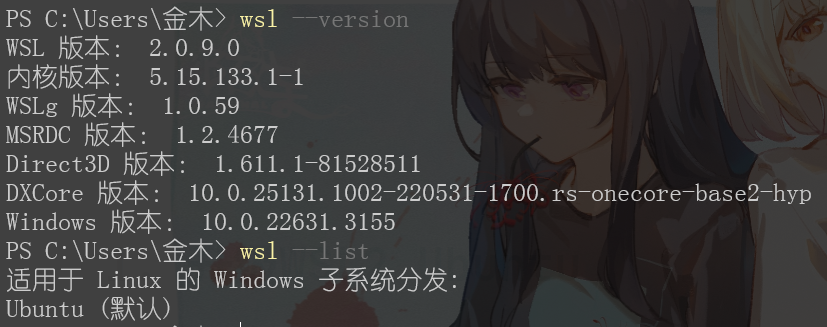 PS C:\Users\金木> wsl --version
WSL 版本： 2.0.9.0
内核版本： 5.15.133.1-1
WSLg 版本： 1.0.59
MSRDC 版本： 1.2.4677
Direct3D 版本： 1.611.1-81528511
DXCore 版本： 10.0.25131.1002-220531-1700.rs-onecore-base2-hyp
Windows 版本： 10.0.22631.3155
PS C:\Users\金木> wsl --list
适用于 Linux 的 Windows 子系统分发:
Ubuntu (默认)